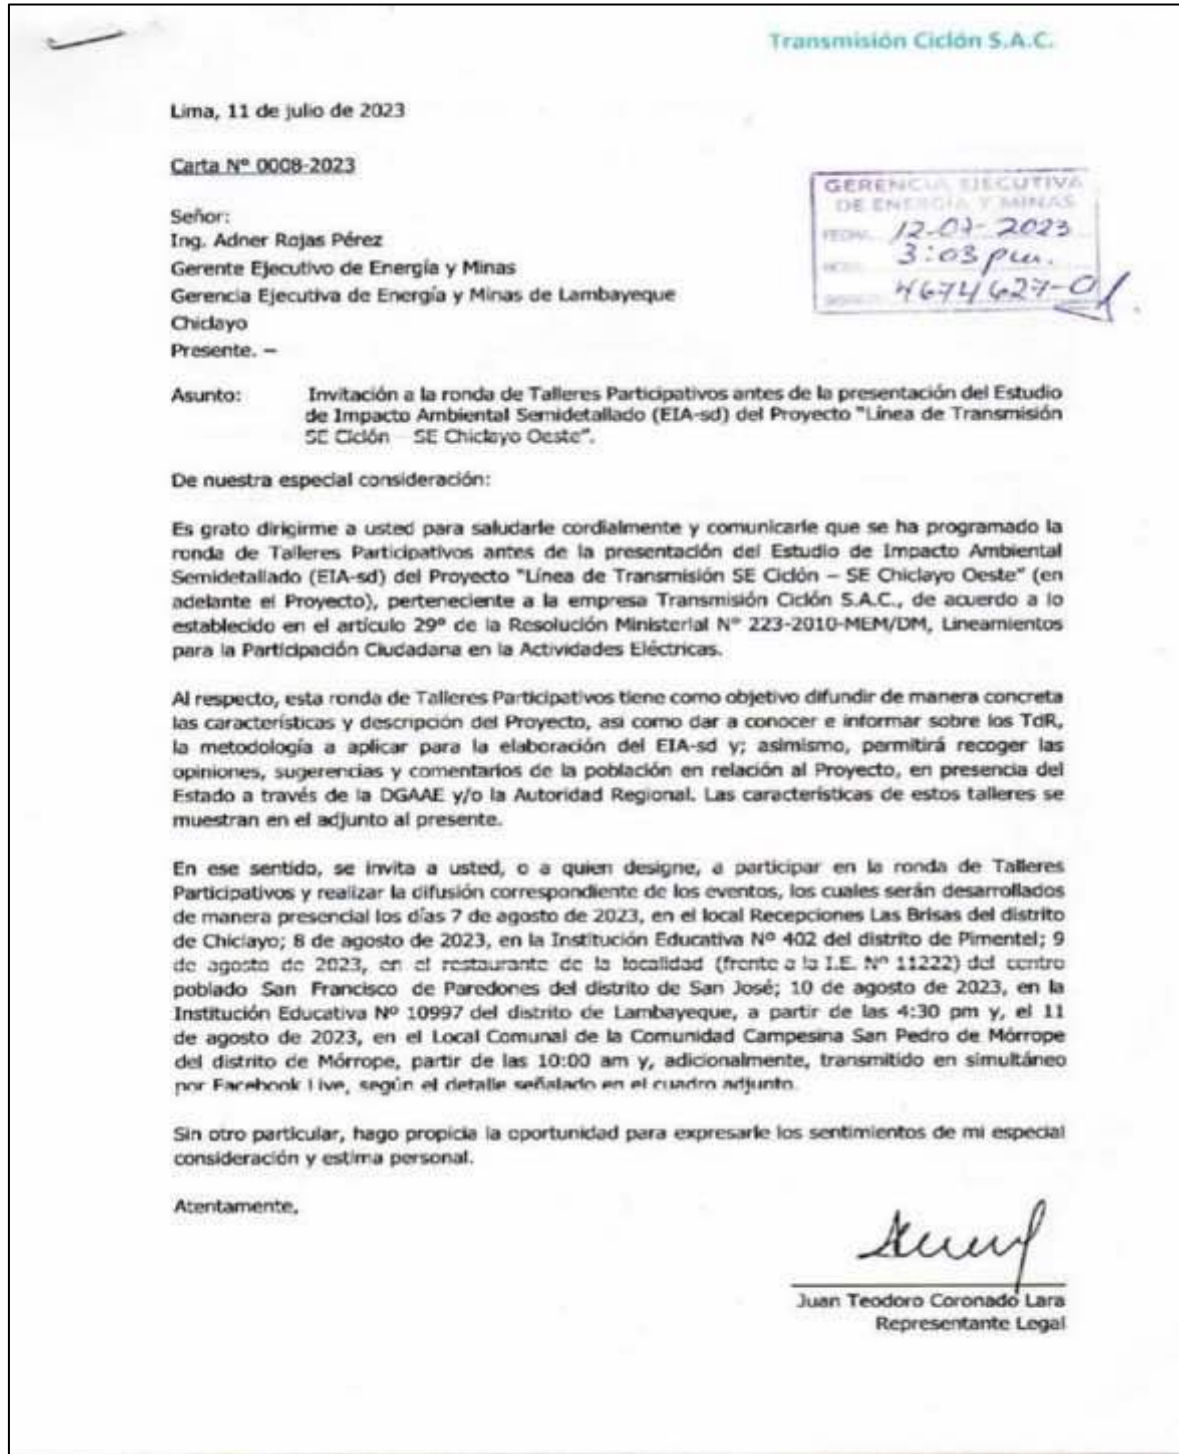 Transmisión Ciclón S.A.C.
Lima, 11 de julio de 2023
Carta Nº 0008-2023
GERENCIA EJECUTIVA
DE ENERGÍA Y MINAS
12-07-2023
3:03 pm.
4674627-0
Señor:
Ing. Adner Rojas Pérez
Gerente Ejecutivo de Energía y Minas
Gerencia Ejecutiva de Energía y Minas de Lambayeque
Chiclayo
Presente. –
Asunto: Invitación a la ronda de Talleres Participativos antes de la presentación del Estudio
de Impacto Ambiental Semidetallado (EIA-sd) del Proyecto "Línea de Transmisión
SE Ciclón – SE Chiclayo Oeste".
De nuestra especial consideración:
Es grato dirigirme a usted para saludarle cordialmente y comunicarle que se ha programado la
ronda de Talleres Participativos antes de la presentación del Estudio de Impacto Ambiental
Semidetallado (EIA-sd) del Proyecto "Línea de Transmisión SE Ciclón – SE Chiclayo Oeste" (en
adelante el Proyecto), perteneciente a la empresa Transmisión Ciclón S.A.C., de acuerdo a lo
establecido en el artículo 29° de la Resolución Ministerial N° 223-2010-MEM/DM, Lineamientos
para la Participación Ciudadana en la Actividades Eléctricas.
Al respecto, esta ronda de Talleres Participativos tiene como objetivo difundir de manera concreta
las características y descripción del Proyecto, asi como dar a conocer e informar sobre los TdR,
la metodología a aplicar para la elaboración del EIA-sd y; asimismo, permitirá recoger las
opiniones, sugerencias y comentarios de la población en relación al Proyecto, en presencia del
Estado a través de la DGAAE y/o la Autoridad Regional. Las características de estos talleres se
muestran en el adjunto al presente.
En ese sentido, se invita a usted, o a quien designe, a participar en la ronda de Talleres
Participativos y realizar la difusión correspondiente de los eventos, los cuales serán desarrollados
de manera presencial los días 7 de agosto de 2023, en el local Recepciones Las Brisas del distrito
de Chiclayo; 8 de agosto de 2023, en la Institución Educativa Nº 402 del distrito de Pimentel; 9
de agosto de 2023, en el restaurante de la localidad (frente a la I.E. Nº 11222) del centro
poblado San Francisco de Paredones del distrito de San José; 10 de agosto de 2023, en la
Institución Educativa Nº 10997 del distrito de Lambayeque, a partir de las 4:30 pm y, el 11
de agosto de 2023, en el Local Comunal de la Comunidad Campesina San Pedro de Mórrope
del distrito de Mórrope, partir de las 10:00 am y, adicionalmente, transmitido en simultáneo
por Facebook Live, según el detalle señalado en el cuadro adjunto.
Sin otro particular, hago propicia la oportunidad para expresarle los sentimientos de mi especial
consideración y estima personal.
Atentamente,
Juan Teodoro Coronado Lara
Representante Legal